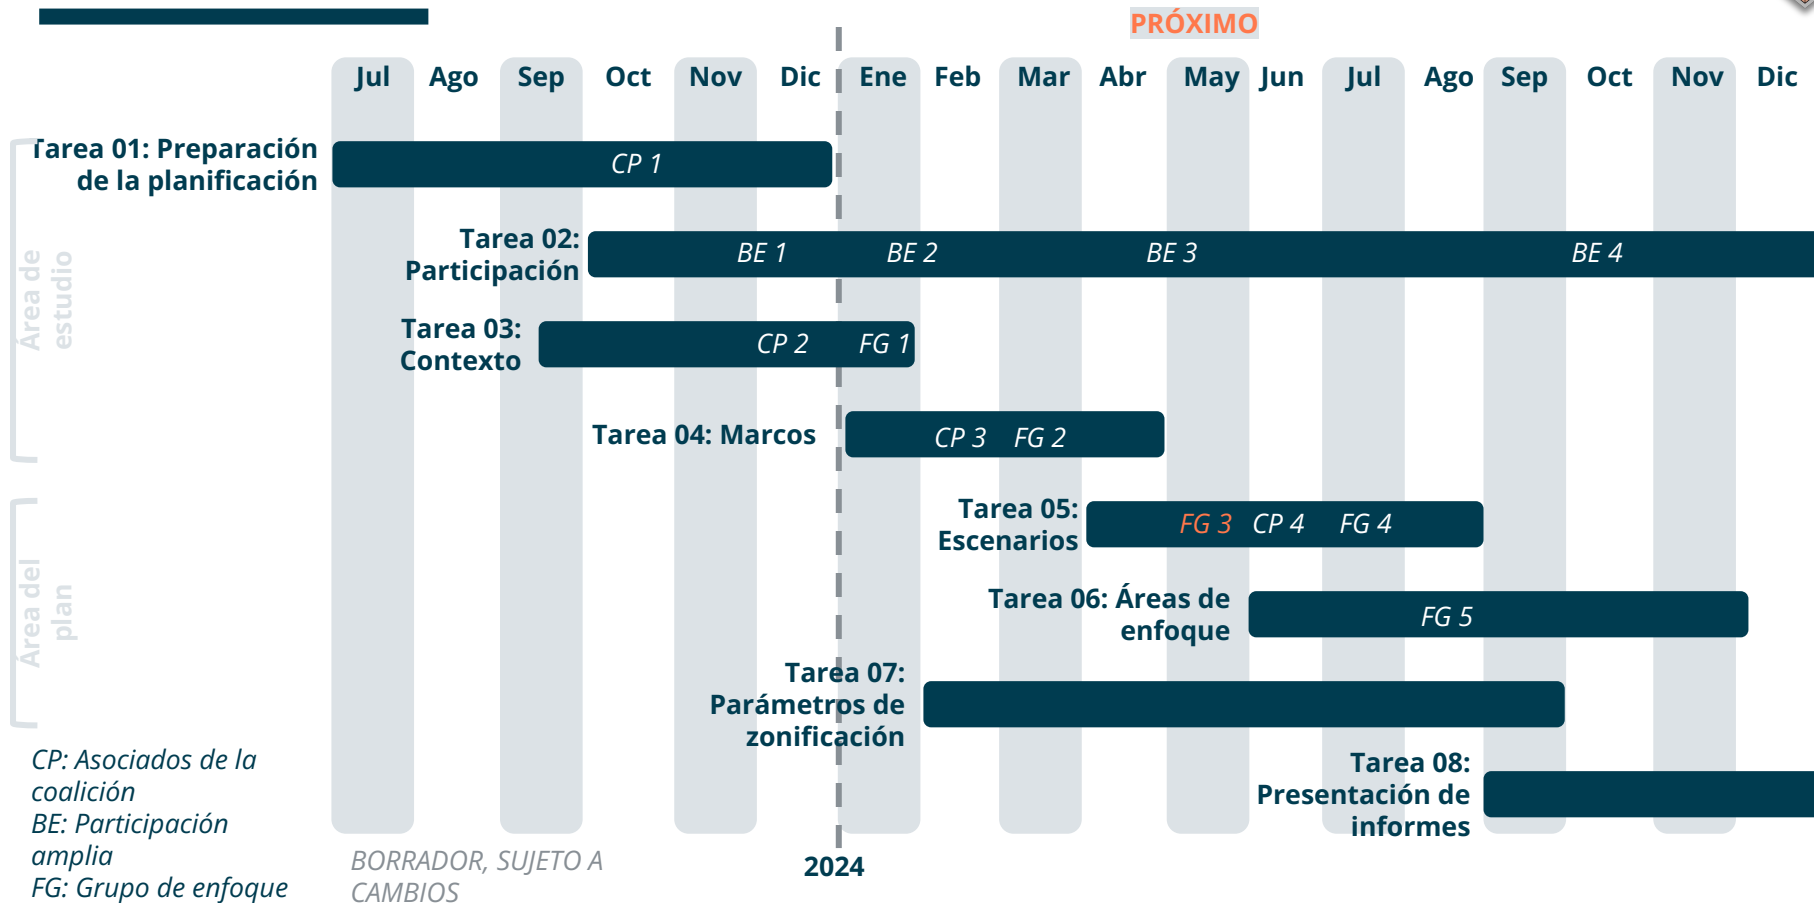 PRÓXIMO
Jul Ago Sep Oct Nov Dic Ene Feb Mar Abr May Jun Jul Ago Sep Oct Nov Dic
Tarea 01: Preparación
de la planificación
CP 1
Tarea 02:
Participación
BE 1 BE 2 BE 3 BE 4
Área de
estudio
Tarea 03:
Contexto
CP 2 FG 1
Tarea 04: Marcos
CP 3 FG 2
Tarea 05:
Escenarios
FG 3 CP 4 FG 4
Área del
plan
Tarea 06: Áreas de
enfoque
FG 5
Tarea 07:
Parámetros de
zonificación
Tarea 08:
Presentación de
informes
CP: Asociados de la
coalición
BE: Participación
amplia
FG: Grupo de enfoque
BORRADOR, SUJETO A
CAMBIOS
2024